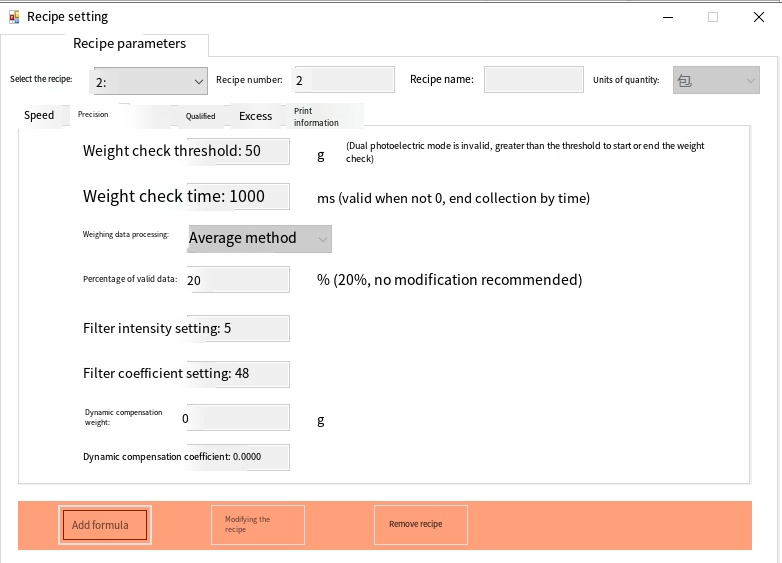 Recipe setting
Recipe parameters
Select the recipe: 2: Recipe number: 2 Recipe name: Units of quantity: 包
Speed Precision Qualified Excess Print
information
Weight check threshold: 50 g (Dual photoelectric mode is invalid, greater than the threshold to start or end the weight
check)
Weight check time: 1000 ms (valid when not 0, end collection by time)
Weighing data processing: Average method
Percentage of valid data: 20 % (20%, no modification recommended)
Filter intensity setting: 5
Filter coefficient setting: 48
Dynamic compensation
weight: 0 g
Dynamic compensation coefficient: 0.0000
Add formula Modifying the
recipe Remove recipe